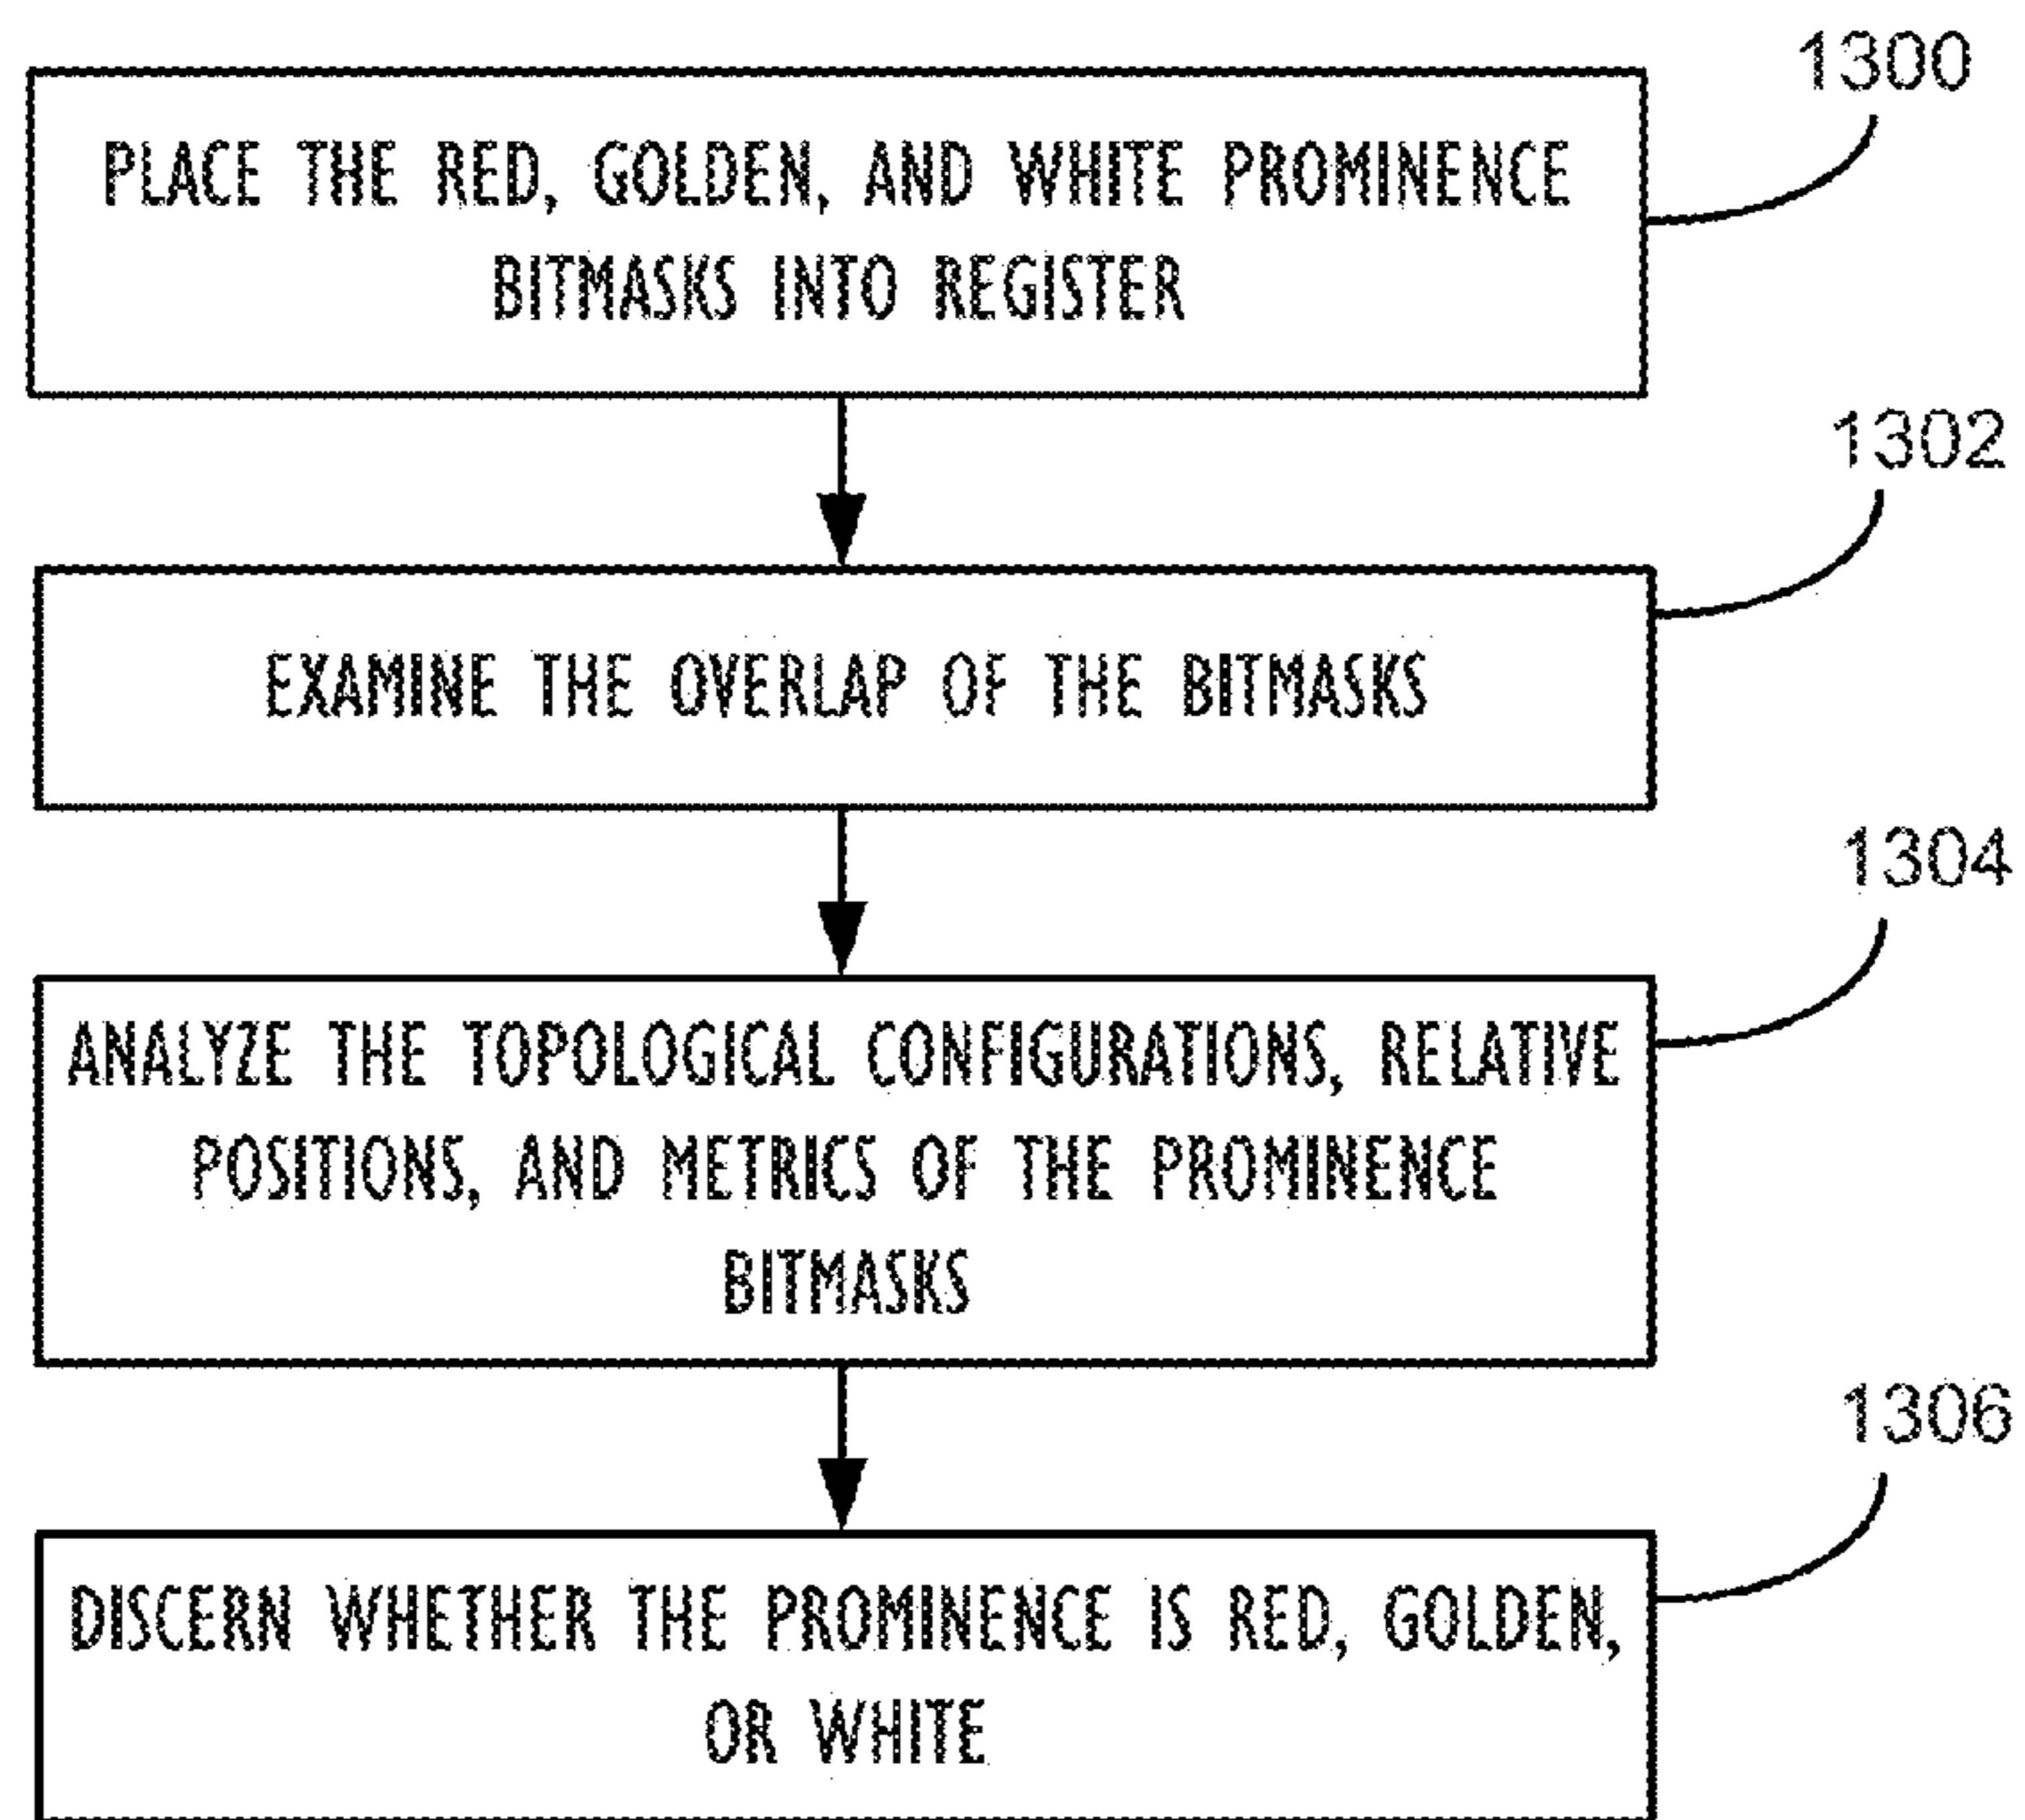 1300
PLACE THE RED, GOLDEN, AND WHITE PROMINENCE
BITMASKS INTO REGISTER
1302
EXAMINE THE OVERLAP OF THE BITMASKS
1304
ANALYZE THE TOPOLOGICAL CONFIGURATIONS, RELATIVE
POSITIONS, AND METRICS OF THE PROMINENCE
BITMASKS
1306
DISCERN WHETHER THE PROMINENCE IS RED, GOLDEN,
OR WHITE